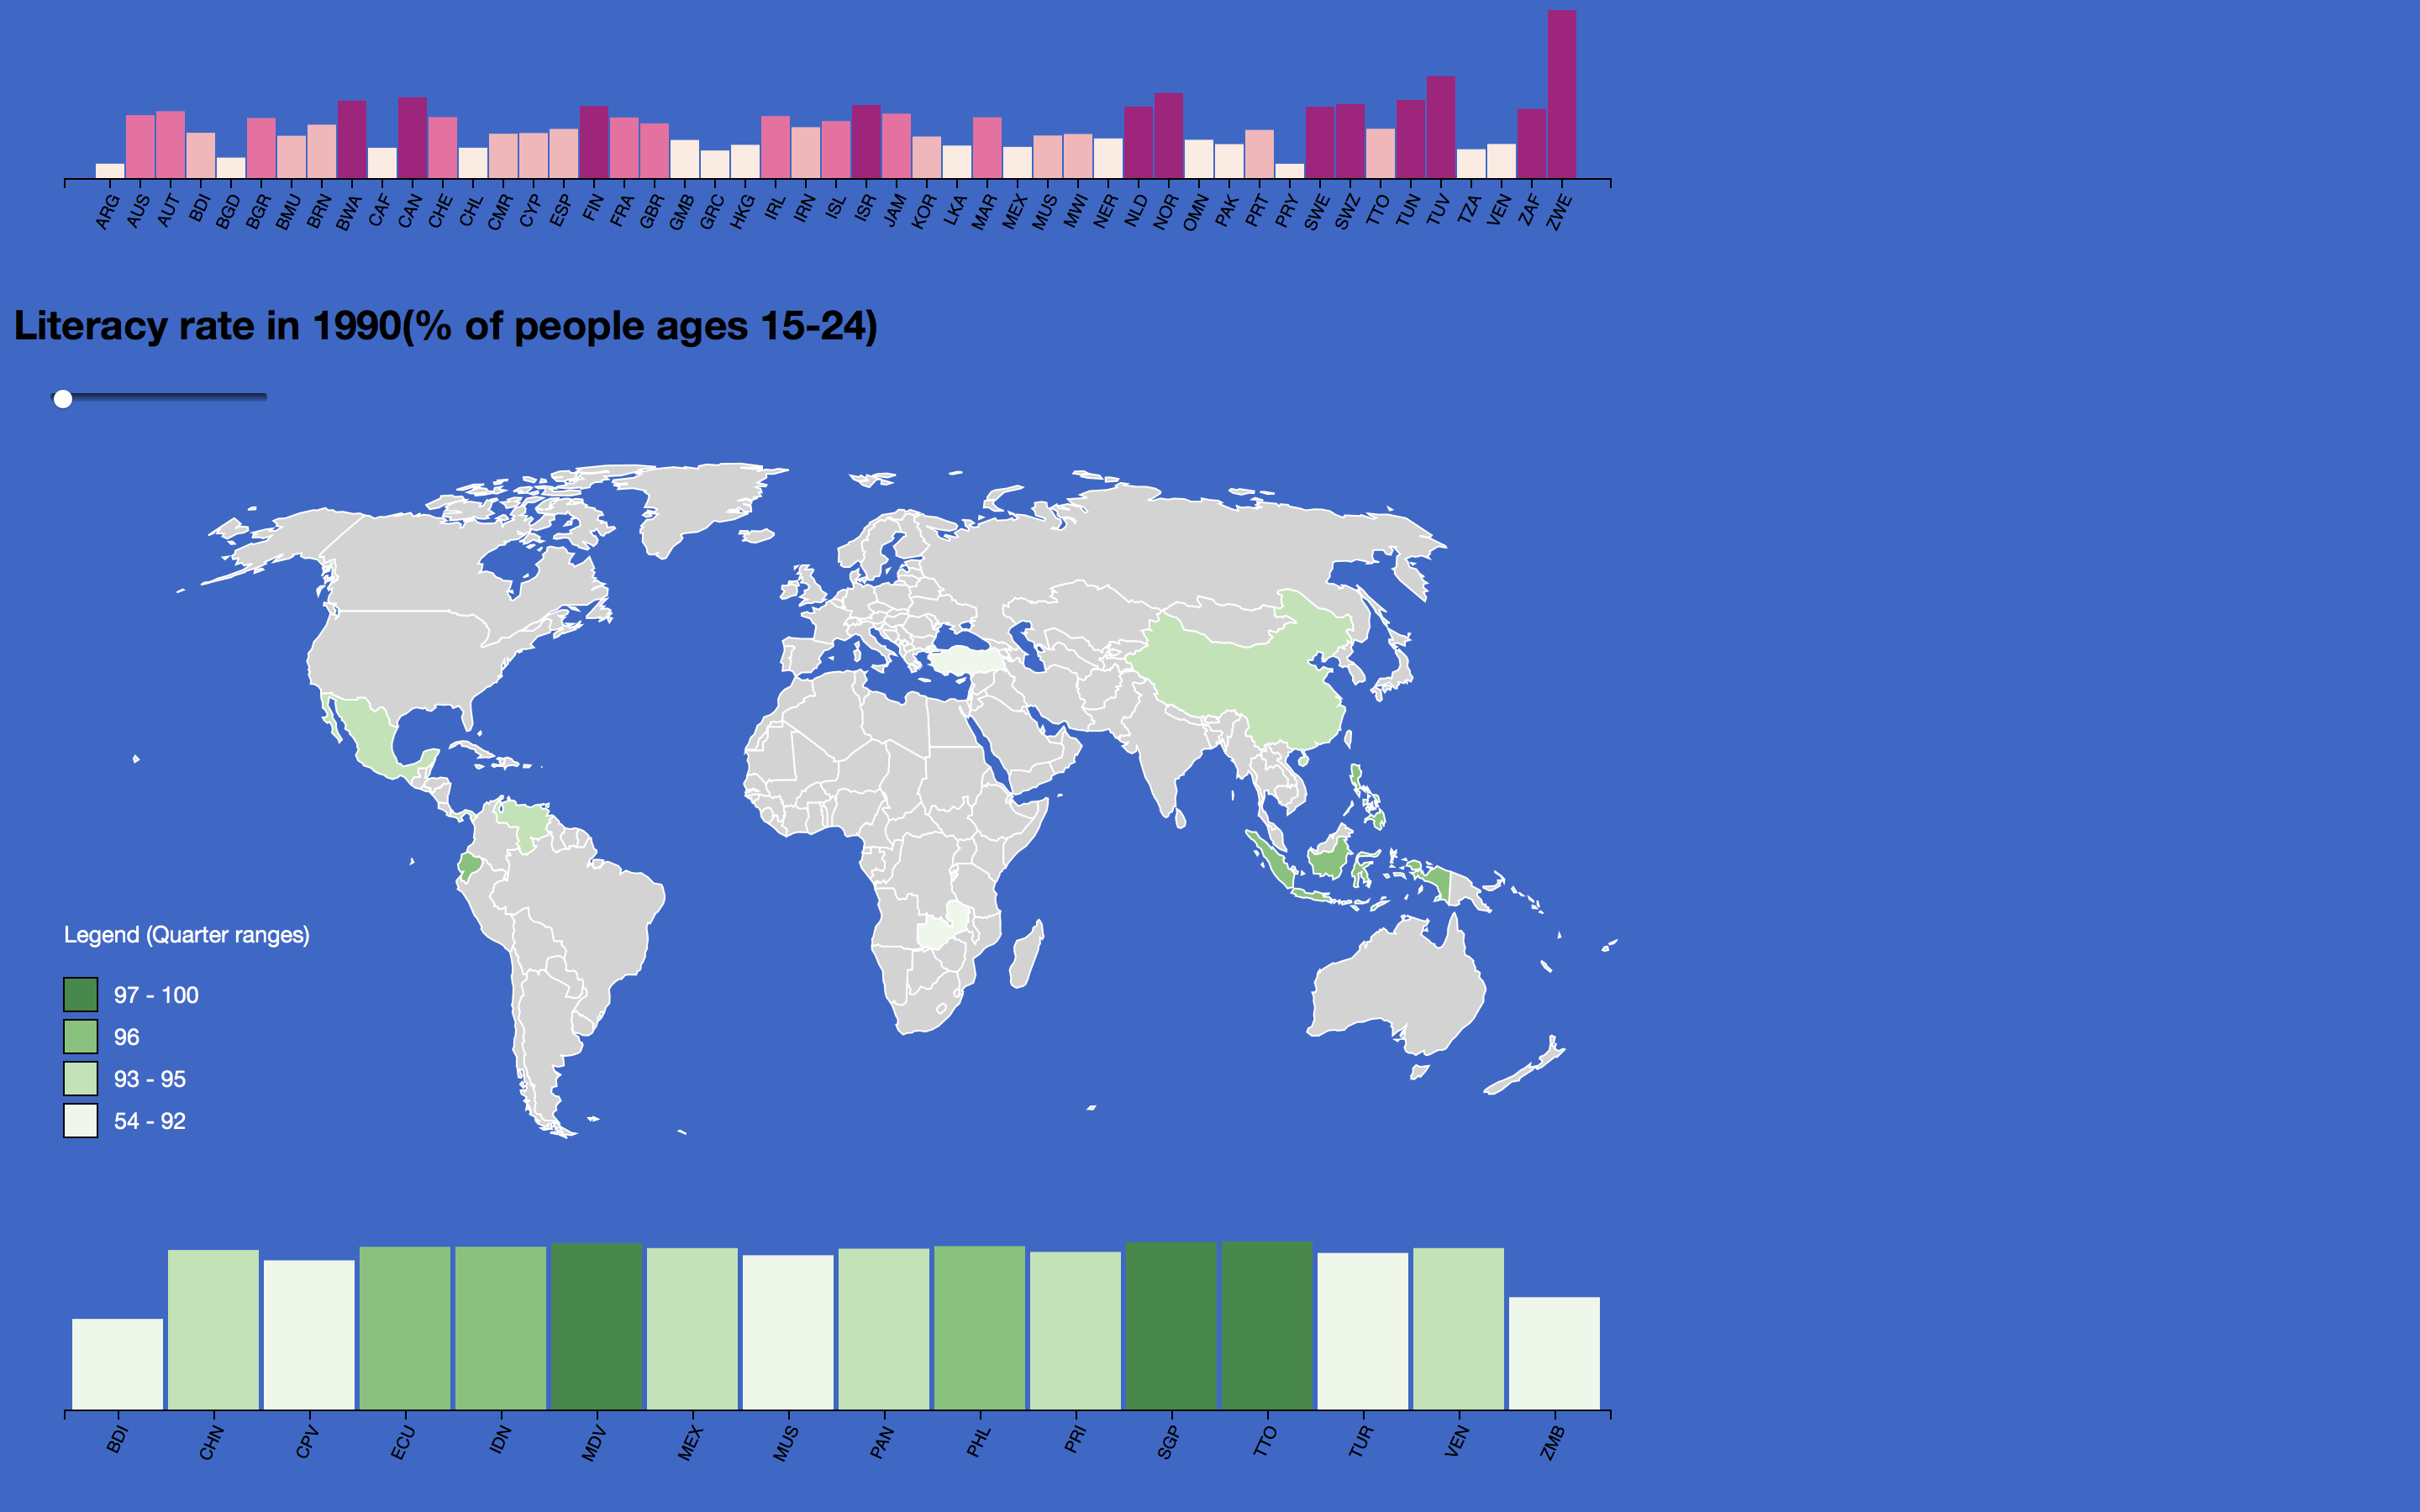 ARG AUS AUT BDI BGD BGR BMU BRN BWA CAF CAN CHE CHL CMR CYP ESP FIN FRA GBR GMB GRC HKG IRL IRN ISL ISR JAM KOR LKA MAR MEX MUS MWI NER NLD NOR OMN PAK PRT PRY SWE SWZ TTO TUN TUV TZA VEN ZAF ZWE
Literacy rate in 1990(% of people ages 15-24)
Legend (Quarter ranges)
97 - 100
96
93 - 95
54 - 92
BDI CHN CPV ECU IDN MDV MEX MUS PAN PHL PRI SGP TTO TUR VEN ZMB